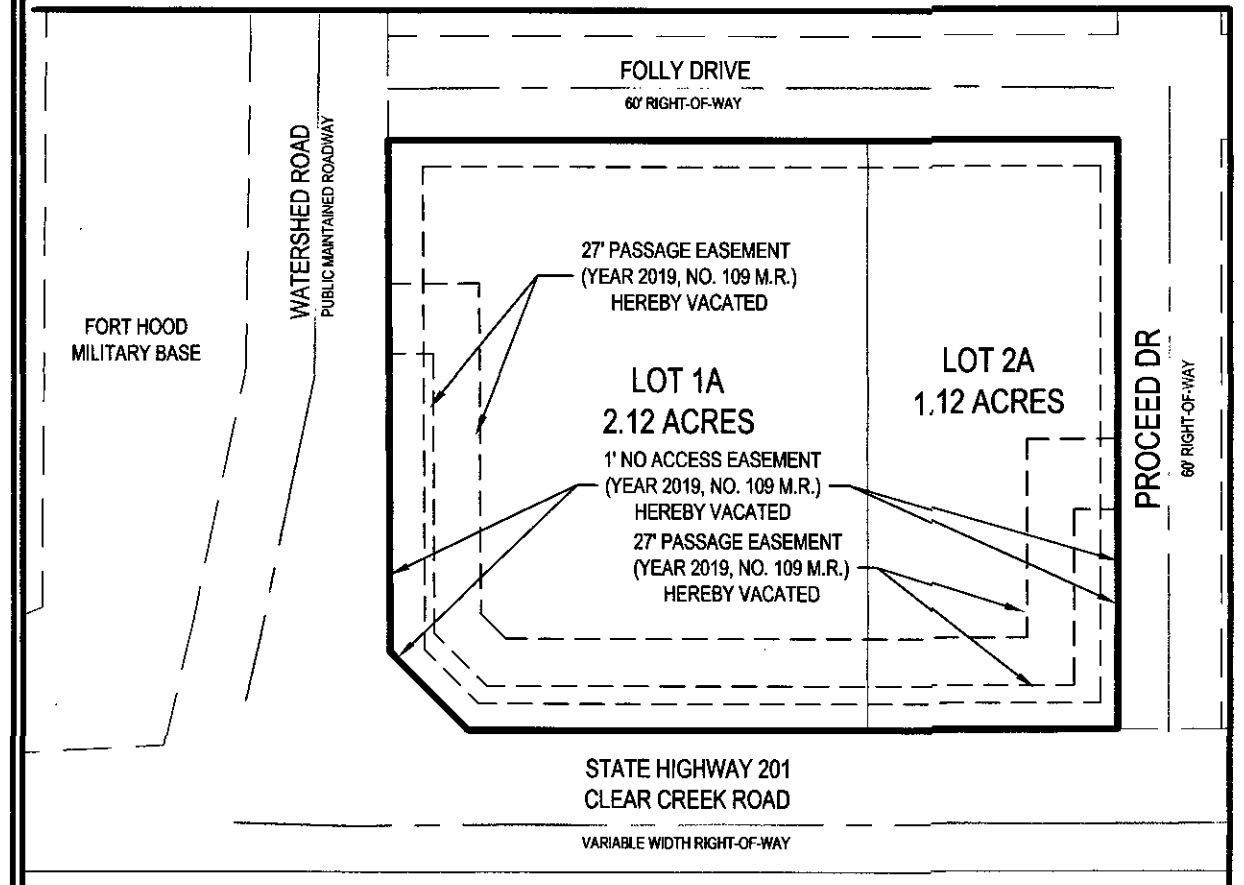 FOLLY DRIVE
60' RIGHT-OF-WAY
WATERSHED ROAD
PUBLIC MAINTAINED ROADWAY
27' PASSAGE EASEMENT
(YEAR 2019, NO. 109 M.R.)
HEREBY VACATED
FORT HOOD
MILITARY BASE
LOT 1A
2.12 ACRES
LOT 2A
1.12 ACRES
PROCEED DR
60' RIGHT-OF-WAY
1' NO ACCESS EASEMENT
(YEAR 2019, NO. 109 M.R.)
HEREBY VACATED
27' PASSAGE EASEMENT
(YEAR 2019, NO. 109 M.R.)
HEREBY VACATED
STATE HIGHWAY 201
CLEAR CREEK ROAD
VARIABLE WIDTH RIGHT-OF-WAY